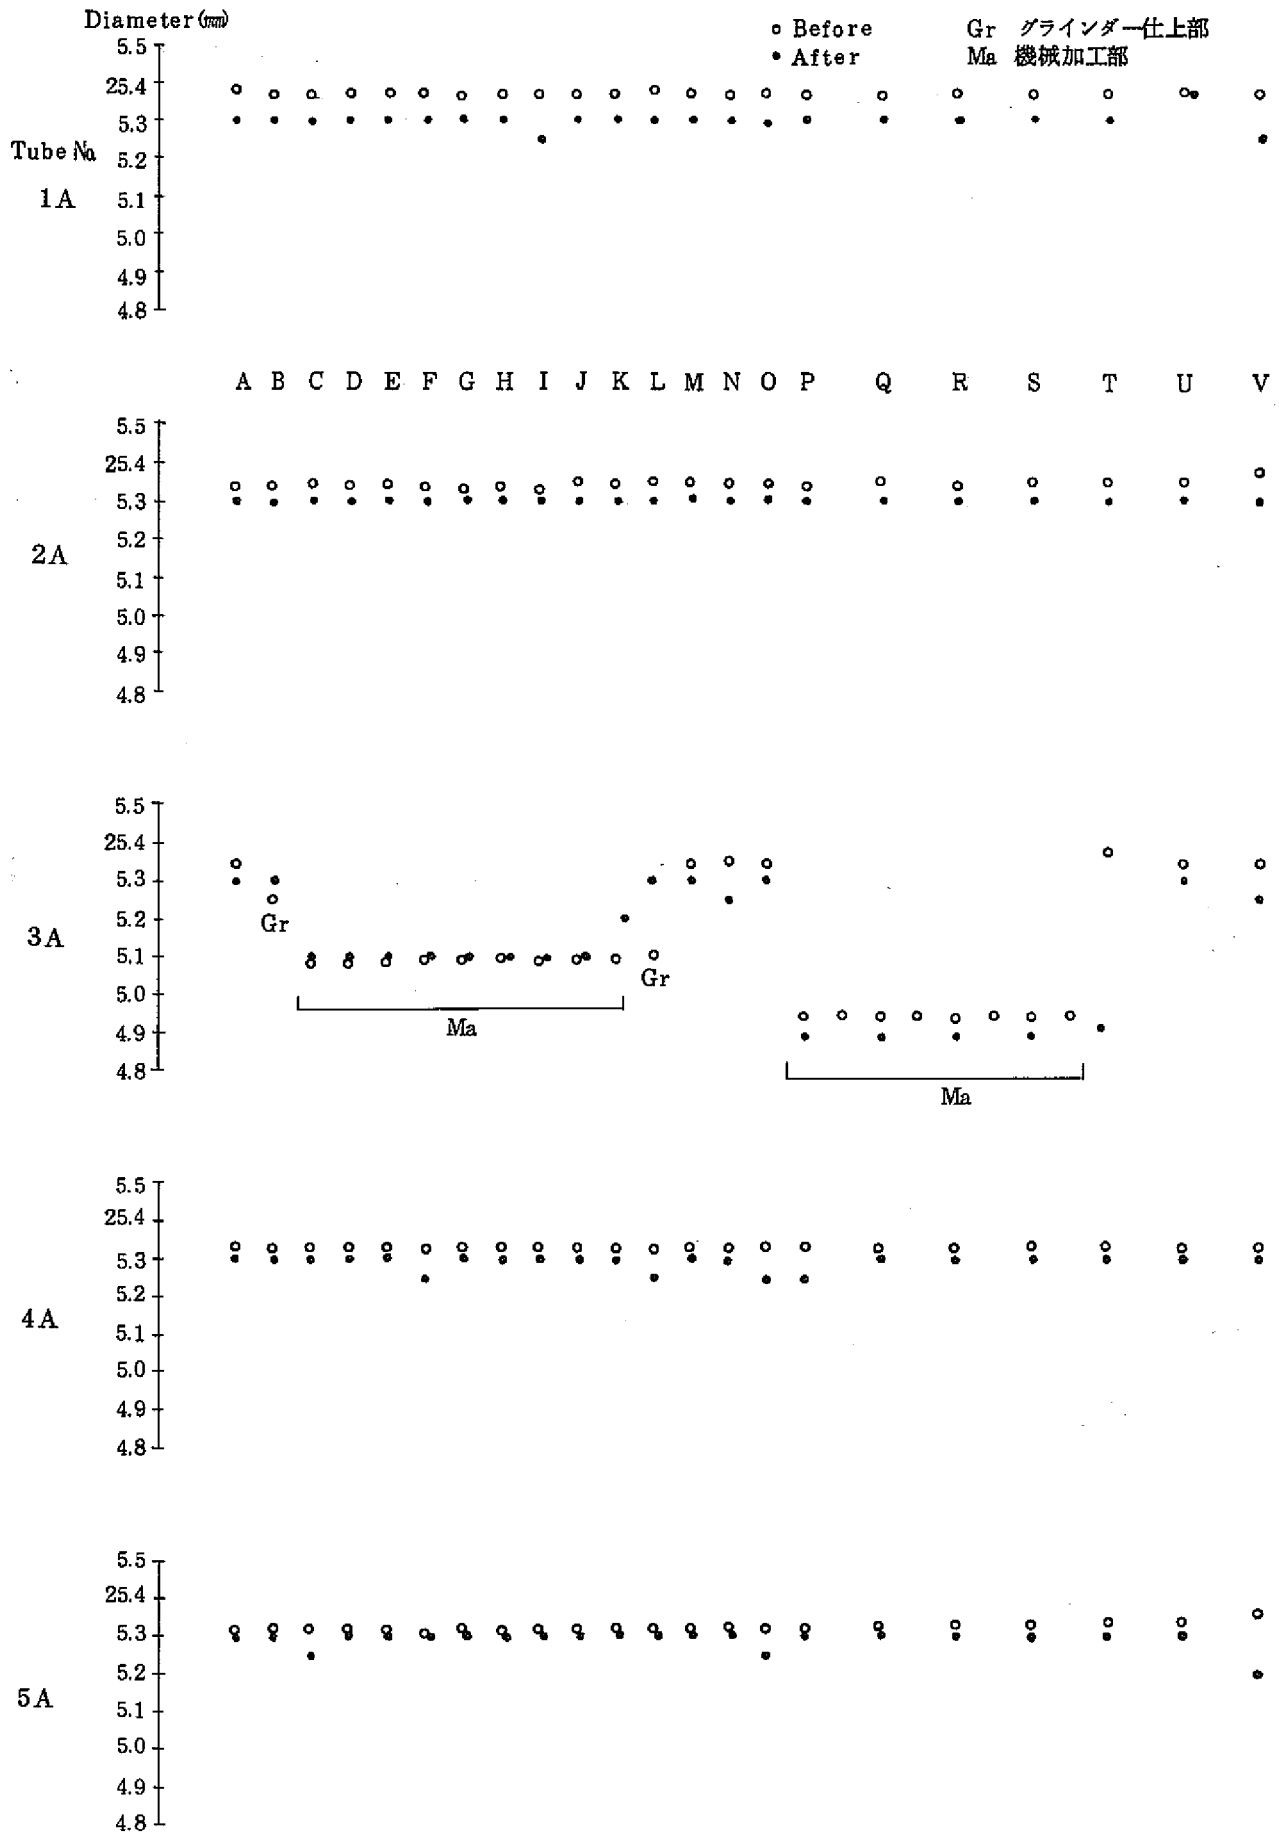 Diameter (mm)
○ Before Gr グラインダー仕上部
• After Ma 機械加工部
5.5
25.4
5.3
Tube No.
5.2
1A
5.1
5.0
4.9
4.8
A B C D E F G H I J K L M N O P Q R S T U V
5.5
25.4
5.3
5.2
2A
5.1
5.0
4.9
4.8
5.5
25.4
5.3
5.2
Gr
3A
5.1
Gr
5.0
Ma
4.9
4.8
Ma
5.5
25.4
5.3
5.2
4A
5.1
5.0
4.9
4.8
5.5
25.4
5.3
5.2
5A
5.1
5.0
4.9
4.8